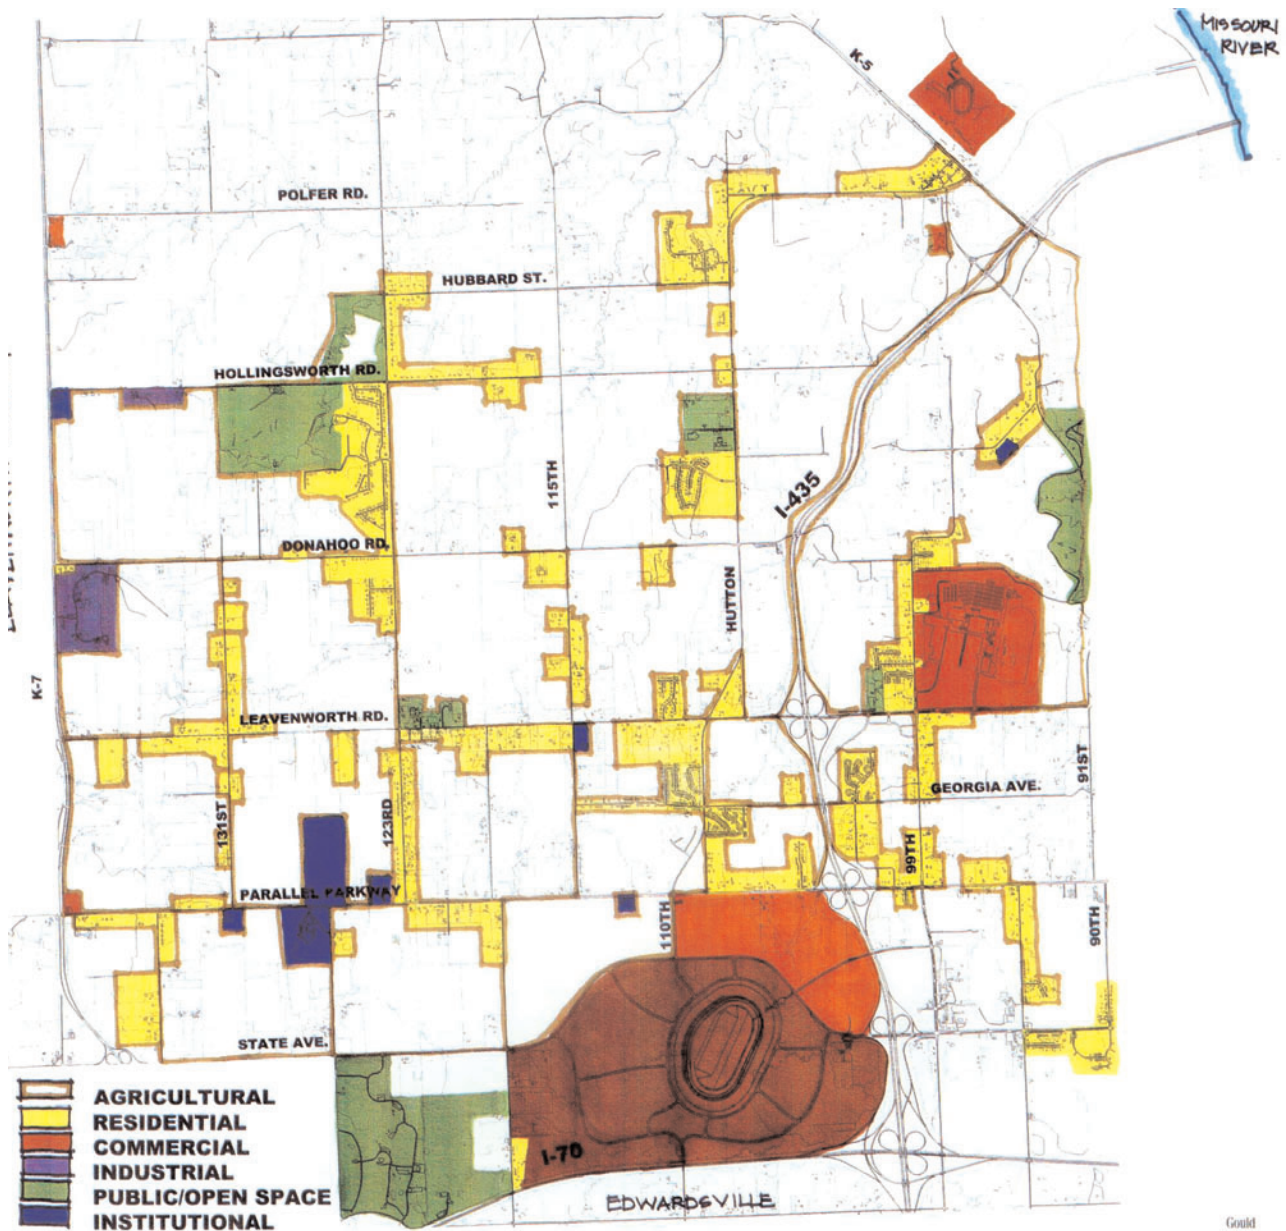 MISSOURI
RIVER
K-5
POLFER RD.
HUBBARD ST.
HOLLINGSWORTH RD.
115TH
I-435
DONAHOO RD.
HUTTON
K-7
LEAVENWORTH RD.
91ST
GEORGIA AVE.
131ST
123RD
99TH
PARALLEL PARKWAY
110TH
90TH
STATE AVE.
I-70
EDWARDSVILLE
AGRICULTURAL
RESIDENTIAL
COMMERCIAL
INDUSTRIAL
PUBLIC/OPEN SPACE
INSTITUTIONAL
Gould